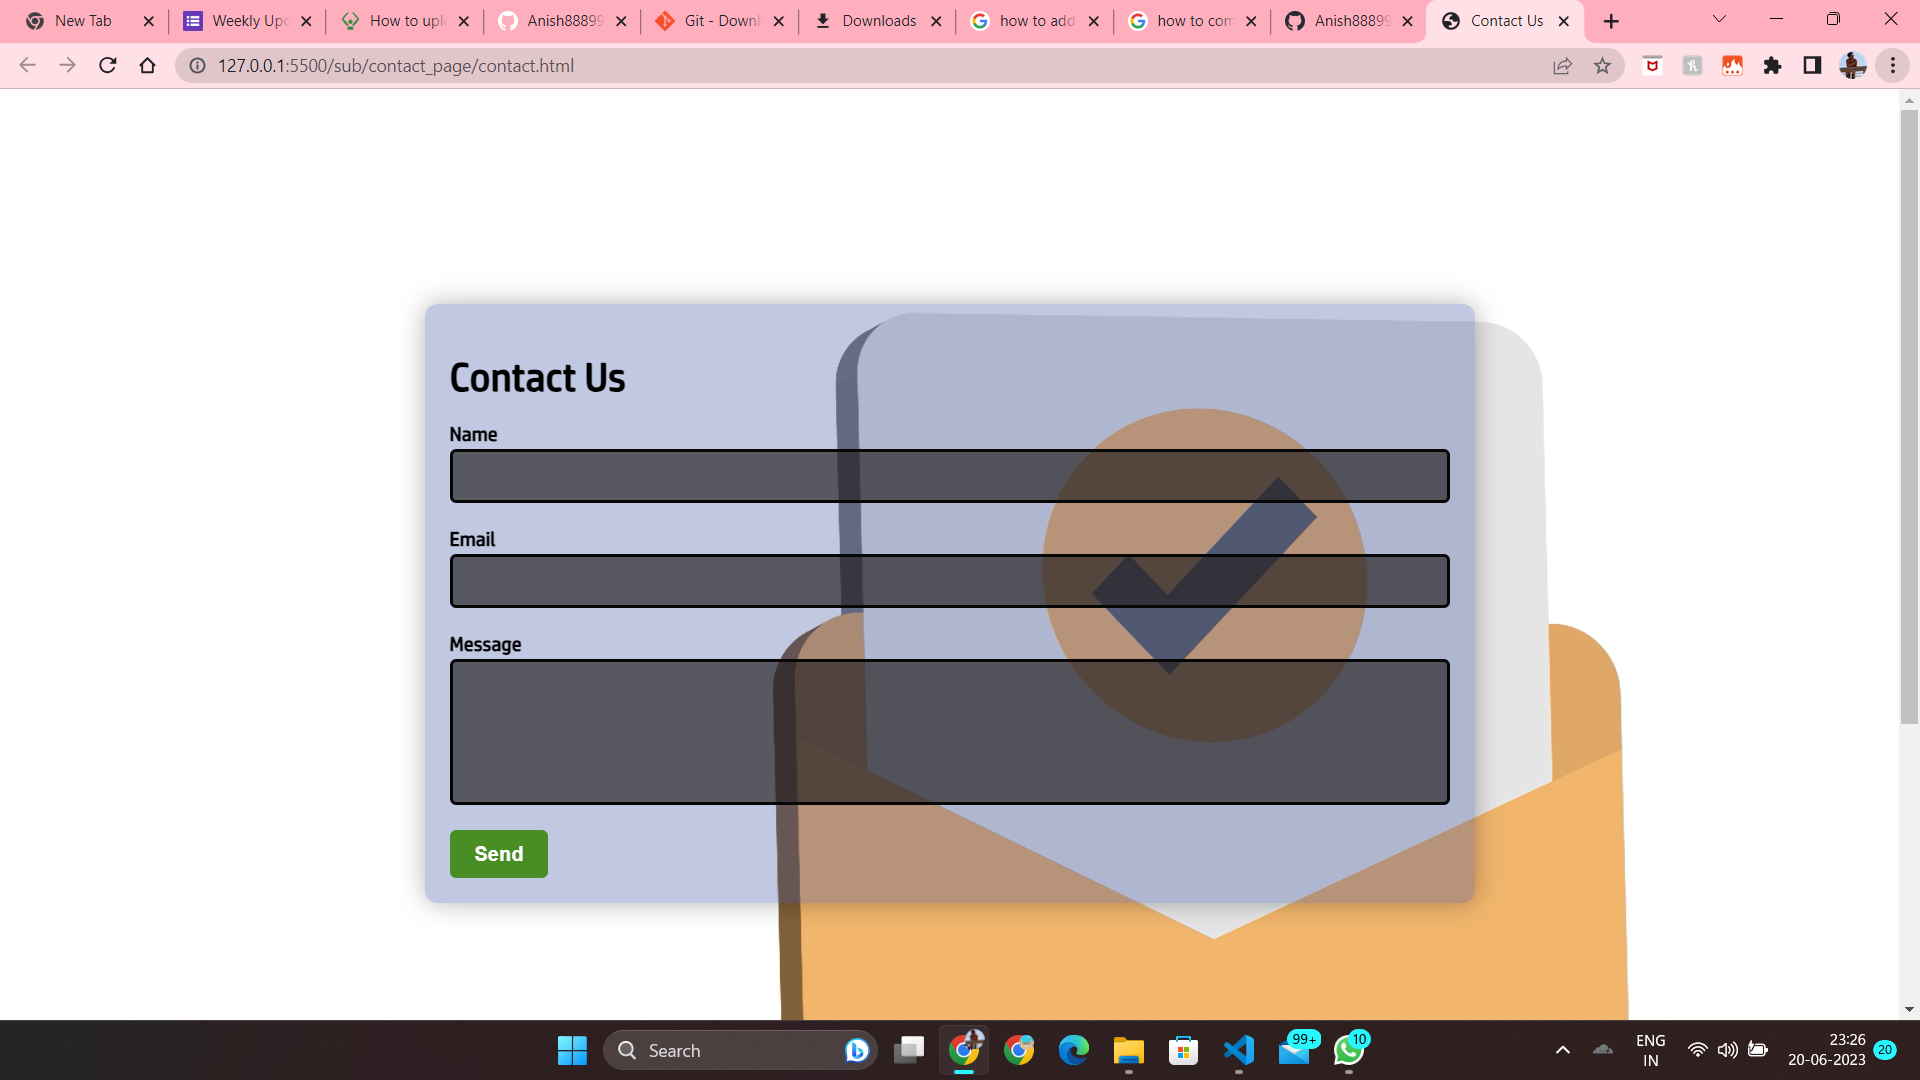 New Tab
Weekly Upd
How to uplo
Anish88899
Git - Downl
Downloads
how to add
how to com
Anish88899
Contact Us
127.0.0.1:5500/sub/contact_page/contact.html
Contact Us
Name
Email
Message
Send
Search
99+
10
ENG
IN
23:26
20-06-2023
20